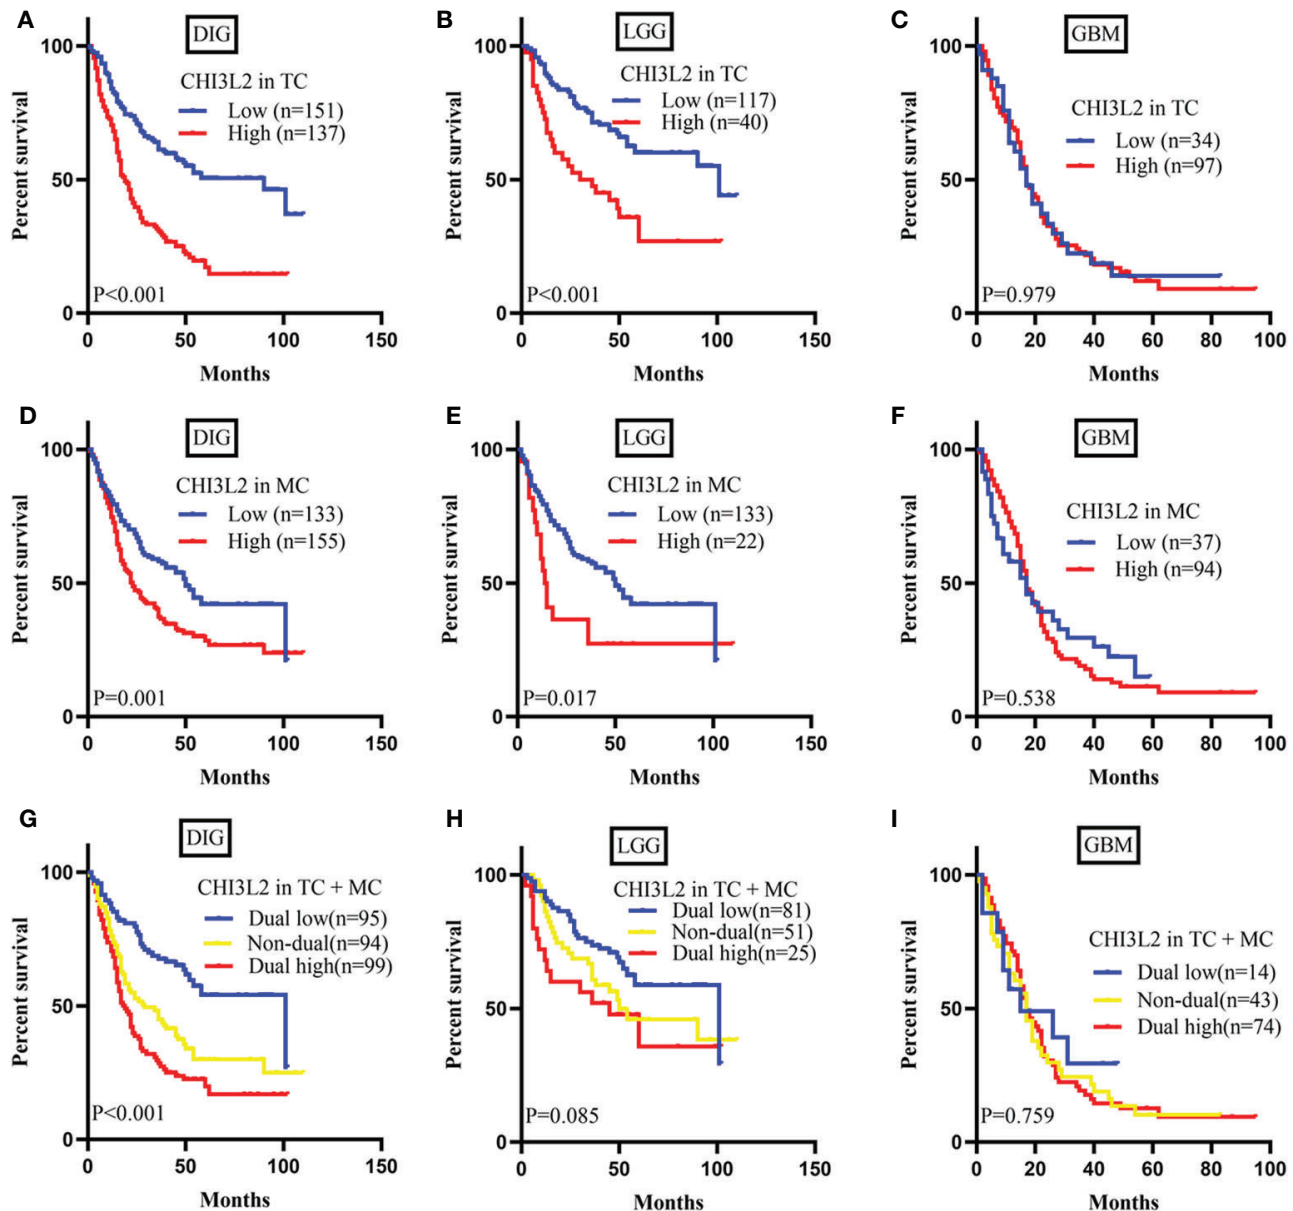 A
DIG
CHI3L2 in TC
Low (n=151)
High (n=137)
Percent survival
100
50
0
P<0.001
0 50 100 150
Months
B
LGG
CHI3L2 in TC
Low (n=117)
High (n=40)
Percent survival
100
50
0
P<0.001
0 50 100 150
Months
C
GBM
CHI3L2 in TC
Low (n=34)
High (n=97)
Percent survival
100
50
0
P=0.979
0 20 40 60 80 100
Months
D
DIG
CHI3L2 in MC
Low (n=133)
High (n=155)
Percent survival
100
50
0
P=0.001
0 50 100 150
Months
E
LGG
CHI3L2 in MC
Low (n=133)
High (n=22)
Percent survival
100
50
0
P=0.017
0 50 100 150
Months
F
GBM
CHI3L2 in MC
Low (n=37)
High (n=94)
Percent survival
100
50
0
P=0.538
0 20 40 60 80 100
Months
G
DIG
CHI3L2 in TC + MC
Dual low(n=95)
Non-dual(n=94)
Dual high(n=99)
Percent survival
100
50
0
P<0.001
0 50 100 150
Months
H
LGG
CHI3L2 in TC + MC
Dual low(n=81)
Non-dual(n=51)
Dual high(n=25)
Percent survival
100
50
0
P=0.085
0 50 100 150
Months
I
GBM
CHI3L2 in TC + MC
Dual low(n=14)
Non-dual(n=43)
Dual high(n=74)
Percent survival
100
50
0
P=0.759
0 20 40 60 80 100
Months